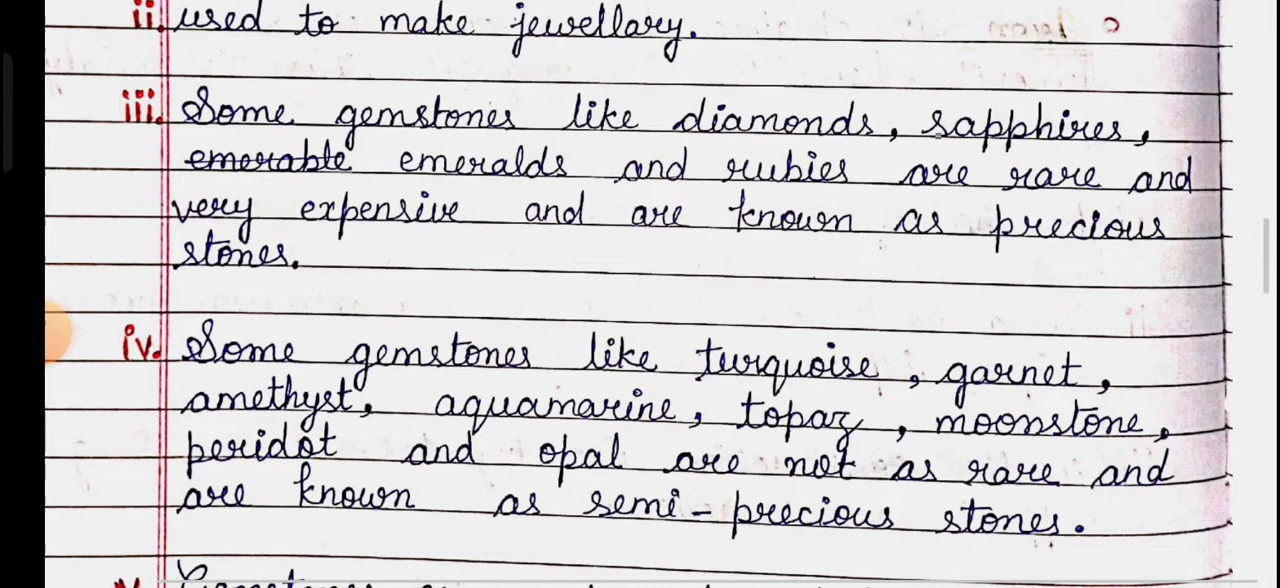 ii. used to make jewellary.
iii. Some gemstones like diamonds, sapphires,
emerable emeralds and rubies are rare and
very expensive and are known as precious
stones.
iv. Some gemstones like turquoise, garnet,
amethyst, aquamarine, topaz, moonstone,
peridot and opal are not as rare and
are known as semi-precious stones.